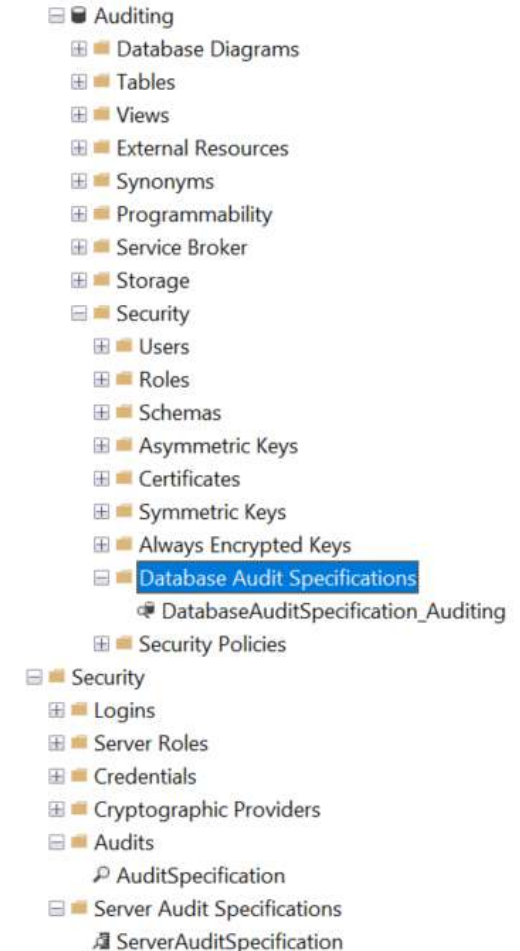 Auditing
Database Diagrams
Tables
Views
External Resources
Synonyms
Programmability
Service Broker
Storage
Security
Users
Roles
Schemas
Asymmetric Keys
Certificates
Symmetric Keys
Always Encrypted Keys
Database Audit Specifications
DatabaseAuditSpecification_Auditing
Security Policies
Security
Logins
Server Roles
Credentials
Cryptographic Providers
Audits
AuditSpecification
Server Audit Specifications
ServerAuditSpecification